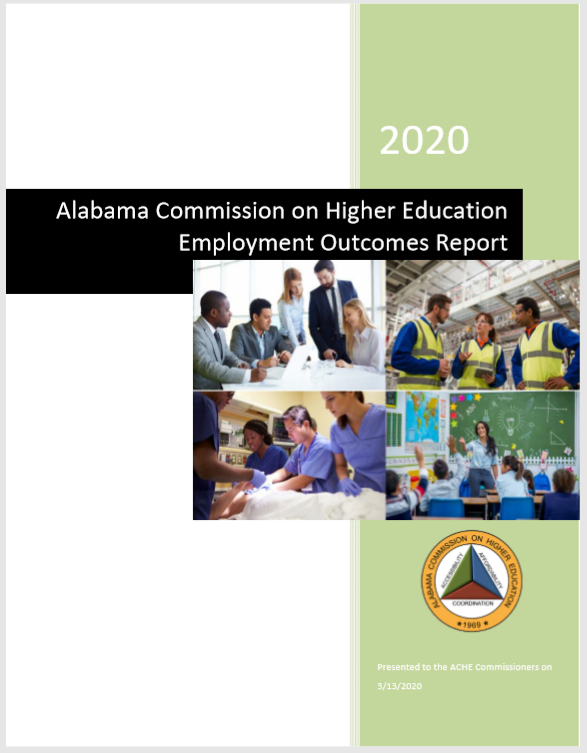 2020
Alabama Commission on Higher Education
Employment Outcomes Report
ALABAMA COMMISSION ON HIGHER EDUCATION
ACCESSIBILITY
AFFORDABILITY
COORDINATION
★1969★
Presented to the ACHE Commissioners on
3/13/2020